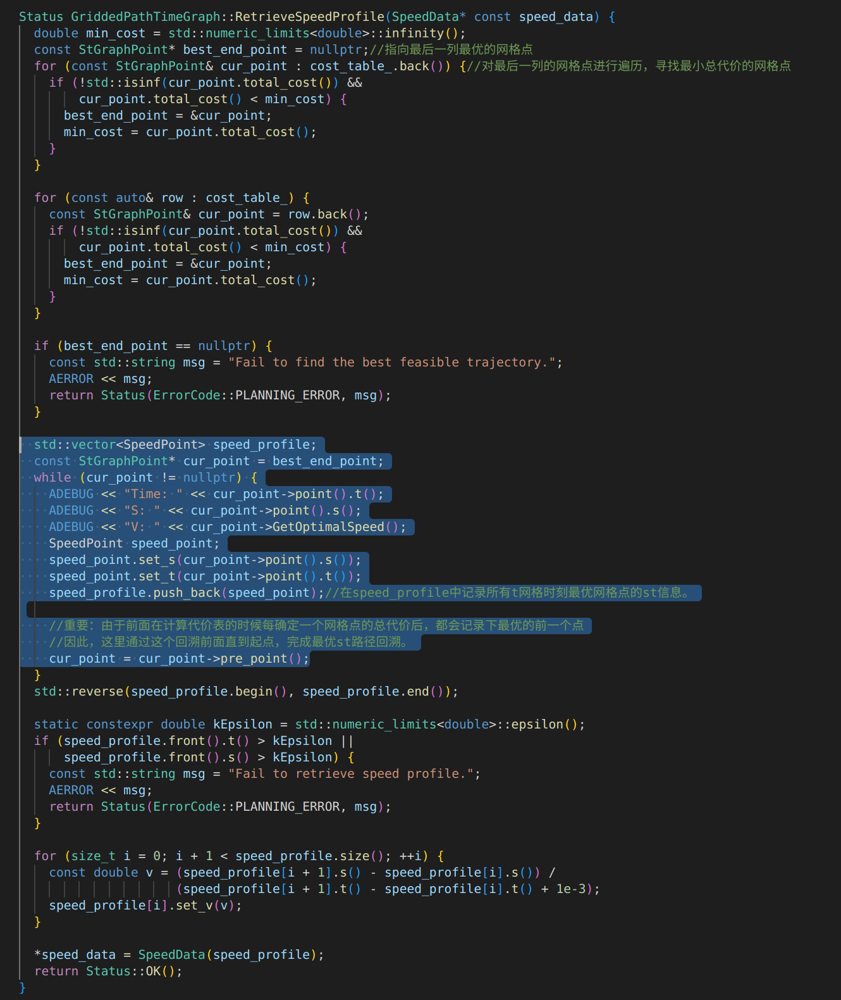 Status GriddedPathTimeGraph::RetrieveSpeedProfile(SpeedData* const speed_data) {
  double min_cost = std::numeric_limits<double>::infinity();
  const StGraphPoint* best_end_point = nullptr;//指向最后一列最优的网格点
  for (const StGraphPoint& cur_point : cost_table_.back()) {//对最后一列的网格点进行遍历，寻找最小总代价的网格点
    if (!std::isinf(cur_point.total_cost()) &&
        cur_point.total_cost() < min_cost) {
      best_end_point = &cur_point;
      min_cost = cur_point.total_cost();
    }
  }

  for (const auto& row : cost_table_) {
    const StGraphPoint& cur_point = row.back();
    if (!std::isinf(cur_point.total_cost()) &&
        cur_point.total_cost() < min_cost) {
      best_end_point = &cur_point;
      min_cost = cur_point.total_cost();
    }
  }

  if (best_end_point == nullptr) {
    const std::string msg = "Fail to find the best feasible trajectory.";
    AERROR << msg;
    return Status(ErrorCode::PLANNING_ERROR, msg);
  }

  std::vector<SpeedPoint> speed_profile;
  const StGraphPoint* cur_point = best_end_point;
  while (cur_point != nullptr) {
    ADEBUG << "Time: " << cur_point->point().t();
    ADEBUG << "S: " << cur_point->point().s();
    ADEBUG << "V: " << cur_point->GetOptimalSpeed();
    SpeedPoint speed_point;
    speed_point.set_s(cur_point->point().s());
    speed_point.set_t(cur_point->point().t());
    speed_profile.push_back(speed_point);//在speed_profile中记录所有t网格时刻最优网格点的st信息。

    //重要：由于前面在计算代价表的时候每确定一个网格点的总代价后，都会记录下最优的前一个点
    //因此，这里通过这个回溯前面直到起点，完成最优st路径回溯。
    cur_point = cur_point->pre_point();
  }
  std::reverse(speed_profile.begin(), speed_profile.end());

  static constexpr double kEpsilon = std::numeric_limits<double>::epsilon();
  if (speed_profile.front().t() > kEpsilon ||
      speed_profile.front().s() > kEpsilon) {
    const std::string msg = "Fail to retrieve speed profile.";
    AERROR << msg;
    return Status(ErrorCode::PLANNING_ERROR, msg);
  }

  for (size_t i = 0; i + 1 < speed_profile.size(); ++i) {
    const double v = (speed_profile[i + 1].s() - speed_profile[i].s()) /
                     (speed_profile[i + 1].t() - speed_profile[i].t() + 1e-3);
    speed_profile[i].set_v(v);
  }

  *speed_data = SpeedData(speed_profile);
  return Status::OK();
}